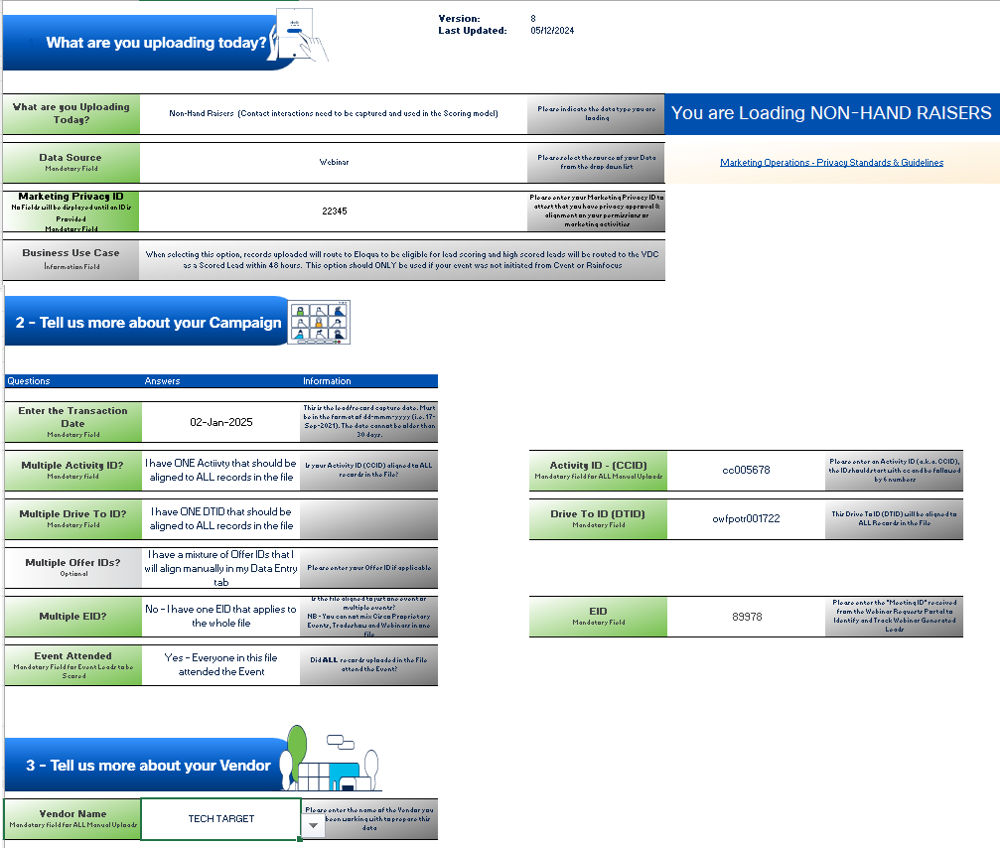 What are you uploading today?
Version: 8
Last Updated: 05/12/2024
What are you Uploading
Today?
Non-Hand Raisers (Contact interactions need to be captured and used in the Scoring model)
Please indicate the data type you are
loading
You are Loading NON-HAND RAISERS
Data Source
Mandatory Field
Webinar
Please select the source of your Data
from the drop down list
Marketing Operations - Privacy Standards & Guidelines
Marketing Privacy ID
No Fields will be displayed until an ID is
Provided
Mandatory Field
22345
Please enter your Marketing Privacy ID to
attest that you have privacy approval &
alignment on your permissions or
marketing activities
Business Use Case
Information Field
When selecting this option, records uploaded will route to Eloqua to be eligible for lead scoring and high scored leads will be routed to the VDC
as a Scored Lead within 48 hours. This option should ONLY be used if your event was not initiated from Cvent or Rainfocus
2 - Tell us more about your Campaign
Questions Answers Information
Enter the Transaction
Date
Mandatory Field
02-Jan-2025
This is the lead/record capture date. Must
be in the format of dd-mmm-yyyy (i.e. 17-
Sep-2021). The date cannot be older than
30 days.
Multiple Activity ID?
Mandatory field
I have ONE Actiivty that should be
aligned to ALL records in the file
Is your Activity ID (CCID) aligned to ALL
records in the File?
Activity ID - (CCID)
Mandatory field for ALL Manual Uploads
cc005678
Please enter an Activity ID (a.k.a. CCID),
the ID should start with cc and be followed
by 6 numbers
Multiple Drive To ID?
Mandatory Field
I have ONE DTID that should be
aligned to ALL records in the file
Drive To ID (DTID)
Mandatory Field
owfpotr001722
This Drive To ID (DTID) will be aligned to
ALL Records in the File
Multiple Offer IDs?
Optional
I have a mixture of Offer IDs that I
will align manually in my Data Entry
tab
Please enter your Offer ID if applicable
Multiple EID?
No - I have one EID that applies to
the whole file
Is the file aligned to just one event or
multiple events?
NB - You cannot mix Circa Proprietary
Events, Tradeshow and Webinars in one
file
EID
Mandatory Field
89978
Please enter the "Meeting ID" received
from the Webinar Requests Portal to
Identify and Track Webinar Generated
Leads
Event Attended
Mandatory Field for Event Leads to be
Scored
Yes - Everyone in this file
attended the Event
Did ALL records uploaded in the File
attend the Event?
3 - Tell us more about your Vendor
Vendor Name
Mandatory field for ALL Manual Uploads
TECH TARGET
Please enter the name of the Vendor you
been working with to prepare this
data